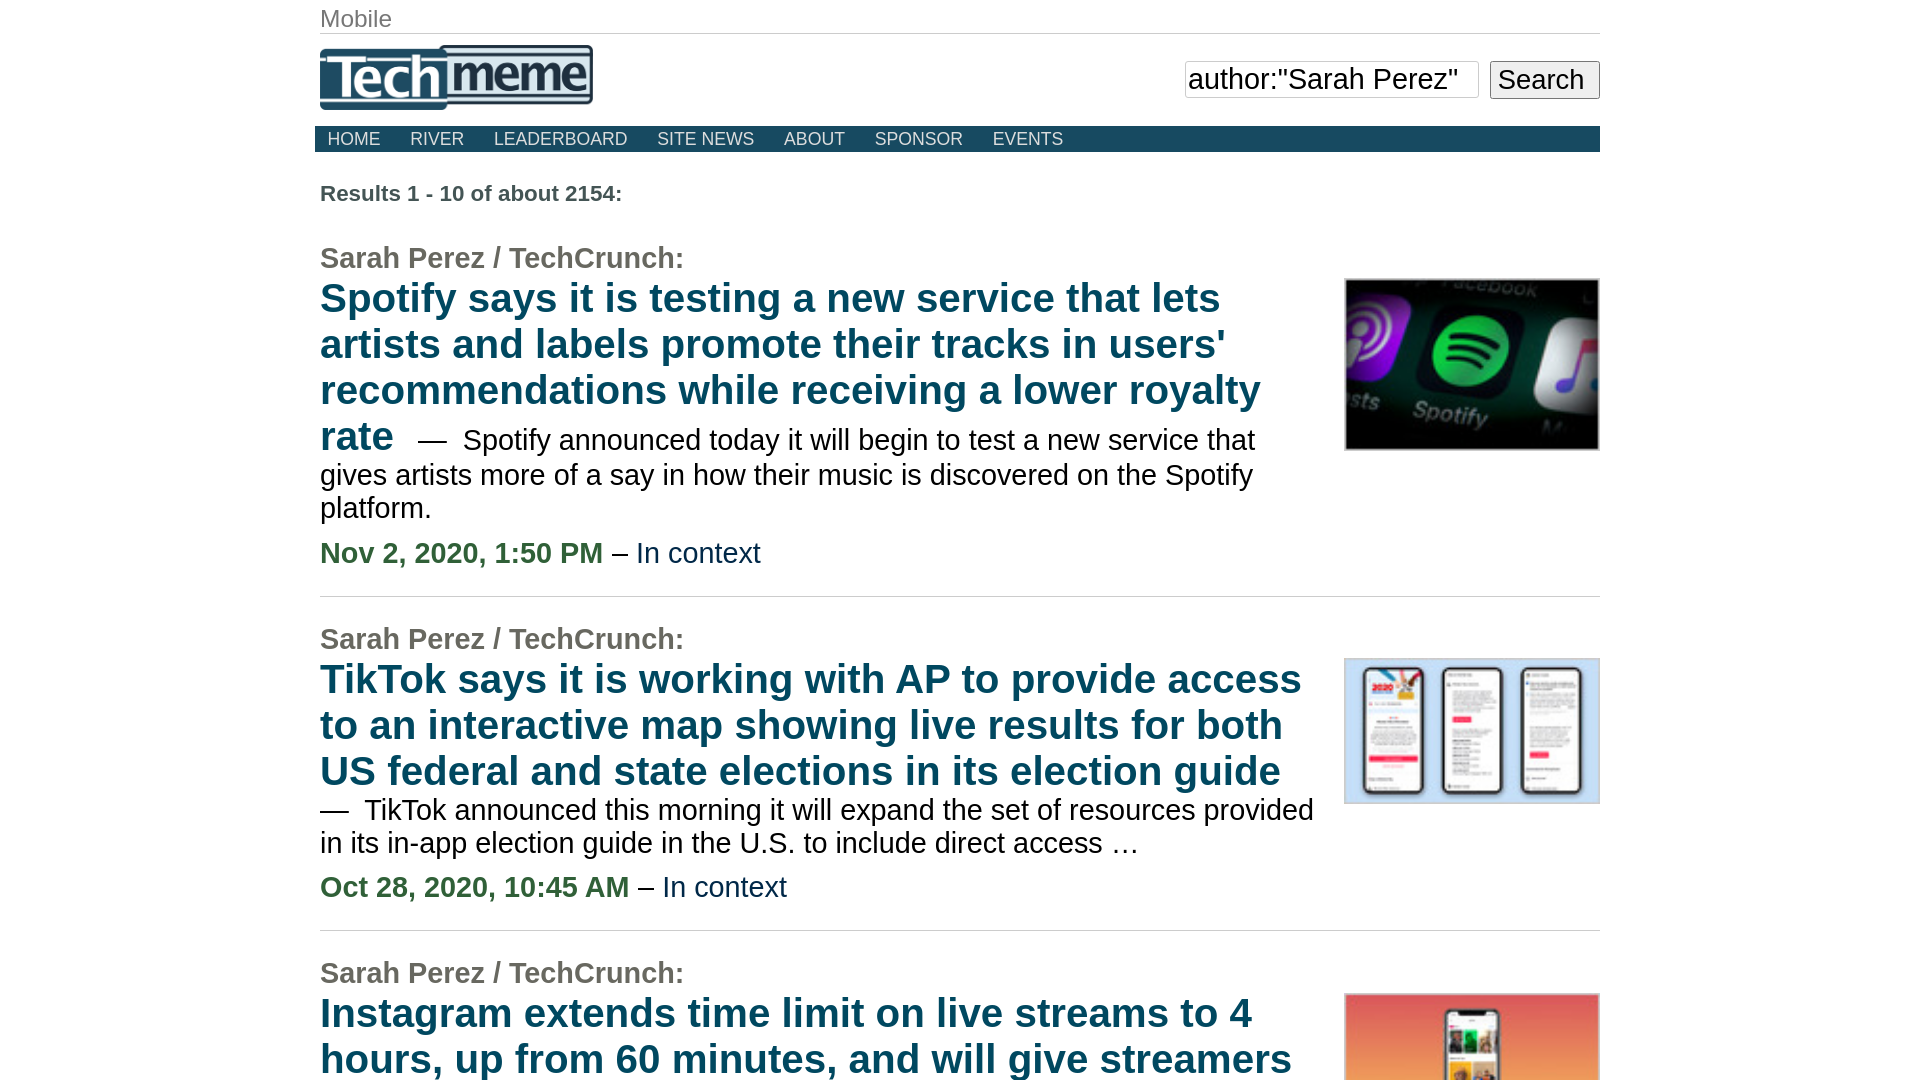 Mobile
Techmeme
author:"Sarah Perez"
Search
HOME RIVER LEADERBOARD SITE NEWS ABOUT SPONSOR EVENTS
Results 1 - 10 of about 2154:
Sarah Perez / TechCrunch:
Spotify says it is testing a new service that lets
artists and labels promote their tracks in users'
recommendations while receiving a lower royalty
rate — Spotify announced today it will begin to test a new service that
gives artists more of a say in how their music is discovered on the Spotify
platform.
Nov 2, 2020, 1:50 PM – In context
Facebook
Spotify
Sarah Perez / TechCrunch:
TikTok says it is working with AP to provide access
to an interactive map showing live results for both
US federal and state elections in its election guide
— TikTok announced this morning it will expand the set of resources provided
in its in-app election guide in the U.S. to include direct access …
Oct 28, 2020, 10:45 AM – In context
2020
Sarah Perez / TechCrunch:
Instagram extends time limit on live streams to 4
hours, up from 60 minutes, and will give streamers